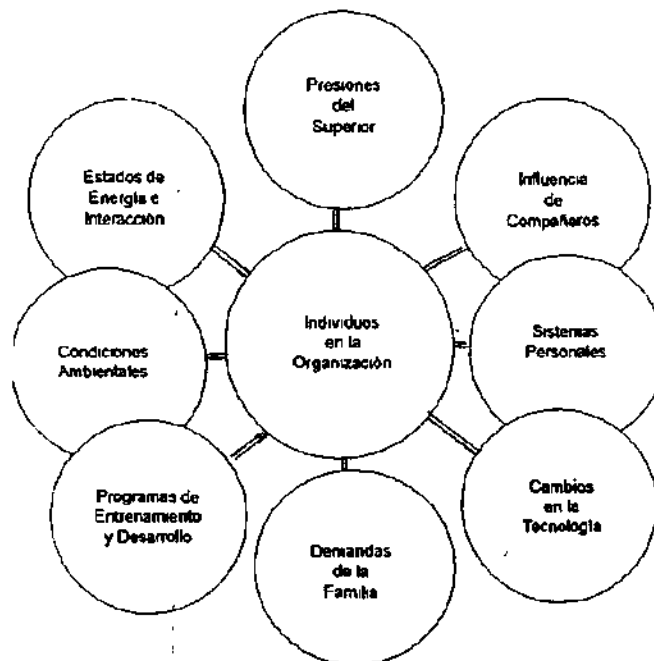 Presiones
del
Superior
Estados de
Energía e
Interacción
Influencia
de
Compañeros
Individuos
en la
Organización
Condiciones
Ambientales
Sistemas
Personales
Programas de
Entrenamiento
y Desarrollo
Cambios
en la
Tecnología
Demandas
de la
Familia